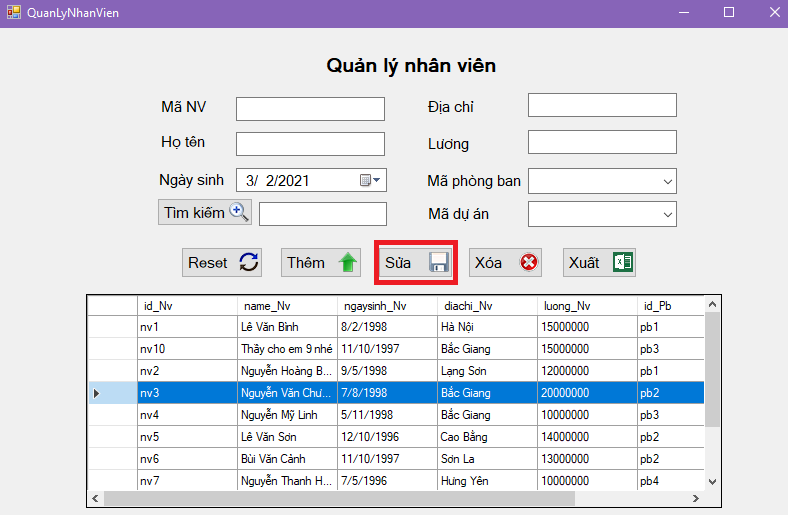 QuanLyNhanVien
Quản lý nhân viên
Mã NV
Địa chỉ
Họ tên
Lương
Ngày sinh 3/ 2/2021
Mã phòng ban
Tìm kiếm
Mã dự án
Reset Thêm Sửa Xóa Xuất
id_Nv name_Nv ngaysinh_Nv diachi_Nv luong_Nv id_Pb
nv1 Lê Văn Bình 8/2/1998 Hà Nội 15000000 pb1
nv10 Thầy cho em 9 nhé 11/10/1997 Bắc Giang 15000000 pb3
nv2 Nguyễn Hoàng B... 9/5/1998 Lạng Sơn 12000000 pb1
nv3 Nguyễn Văn Chư... 7/8/1998 Bắc Giang 20000000 pb2
nv4 Nguyễn Mỹ Linh 5/11/1998 Bắc Giang 10000000 pb3
nv5 Lê Văn Sơn 12/10/1996 Cao Bằng 14000000 pb2
nv6 Bùi Văn Cảnh 11/10/1997 Sơn La 13000000 pb2
nv7 Nguyễn Thanh H... 7/5/1996 Hưng Yên 10000000 pb4